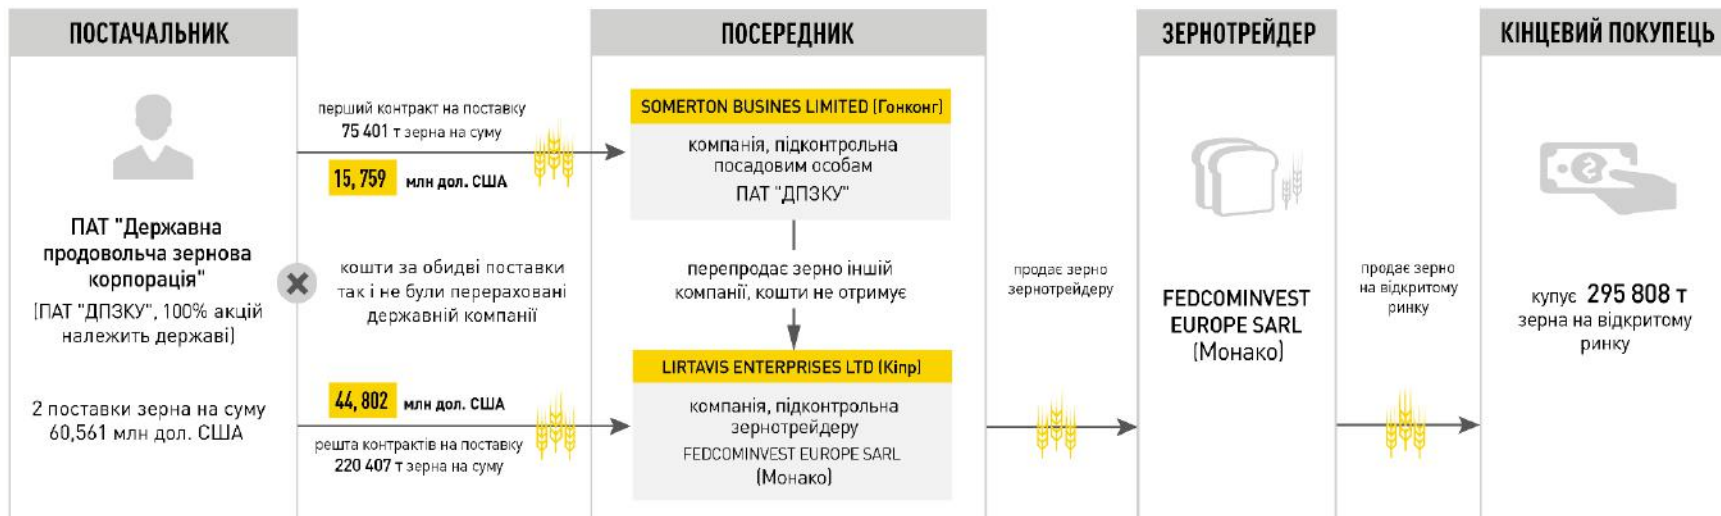 ПОСТАЧАЛЬНИК
ПАТ "Державна
продовольча зернова
корпорація"
(ПАТ "ДПЗКУ", 100% акцій
належить державі)
2 поставки зерна на суму
60,561 млн дол. США
перший контракт на поставку
75 401 т зерна на суму
15, 759 млн дол. США
кошти за обидві поставки
так і не були перераховані
державній компанії
44, 802 млн дол. США
решта контрактів на поставку
220 407 т зерна на суму
ПОСЕРЕДНИК
SOMERTON BUSINES LIMITED (Гонконг)
компанія, підконтрольна
посадовим особам
ПАТ "ДПЗКУ"
перепродає зерно іншій
компанії, кошти не отримує
LIRTAVIS ENTERPRISES LTD (Кіпр)
компанія, підконтрольна
зернотрейдеру
FEDCOMINVEST EUROPE SARL
(Монако)
продає зерно
зернотрейдеру
ЗЕРНОТРЕЙДЕР
FEDCOMINVEST
EUROPE SARL
(Монако)
продає зерно
на відкритому
ринку
КІНЦЕВИЙ ПОКУПЕЦЬ
купує 295 808 т
зерна на відкритому
ринку